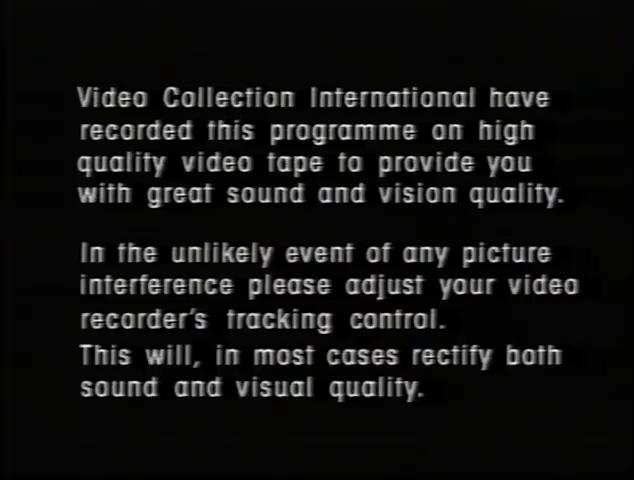 Video Collection International have
recorded this programme on high
quality video tape to provide you
with great sound and vision quality.
In the unlikely event of any picture
interference please adjust your video
recorder's tracking control.
This will, in most cases rectify both
sound and visual quality.